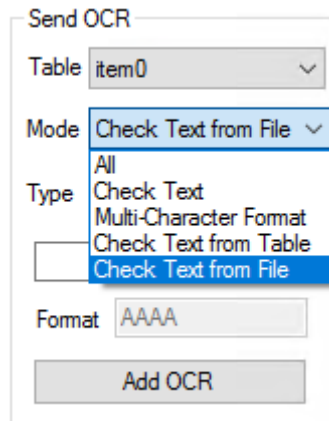 Send OCR
Table item0
Mode Check Text from File
All
Type Check Text
Multi-Character Format
Check Text from Table
Check Text from File
Format AAAA
Add OCR